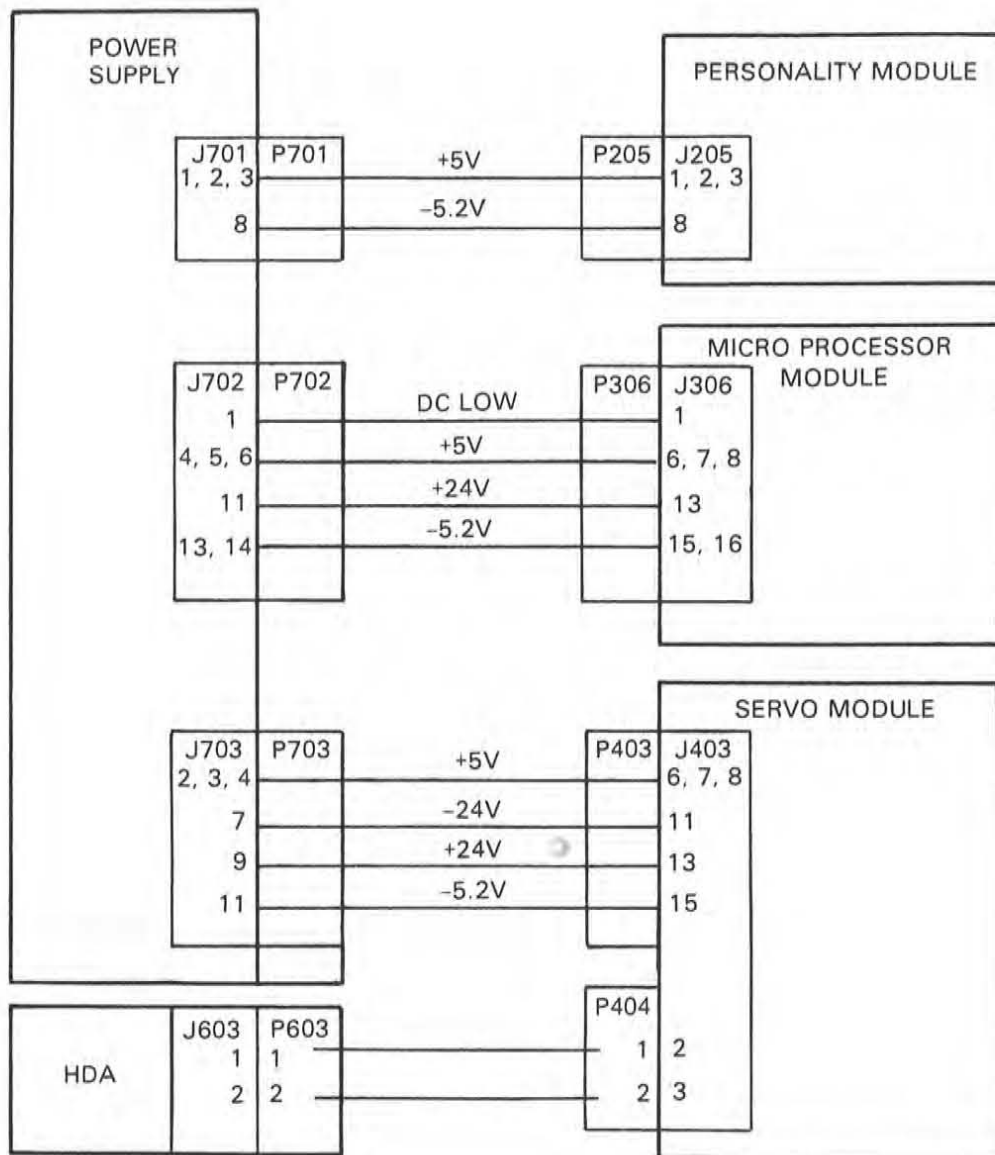 POWER
SUPPLY
PERSONALITY MODULE
J701 P701 +5V P205 J205
1, 2, 3 1, 2, 3
-5.2V
8 8
MICRO PROCESSOR
MODULE
J702 P702 DC LOW P306 J306
1 1
+5V
4, 5, 6 6, 7, 8
+24V
11 13
-5.2V
13, 14 15, 16
SERVO MODULE
J703 P703 +5V P403 J403
2, 3, 4 6, 7, 8
-24V
7 11
+24V
9 13
-5.2V
11 15
P404
J603 P603
1 1 1 2
HDA
2 2 2 3